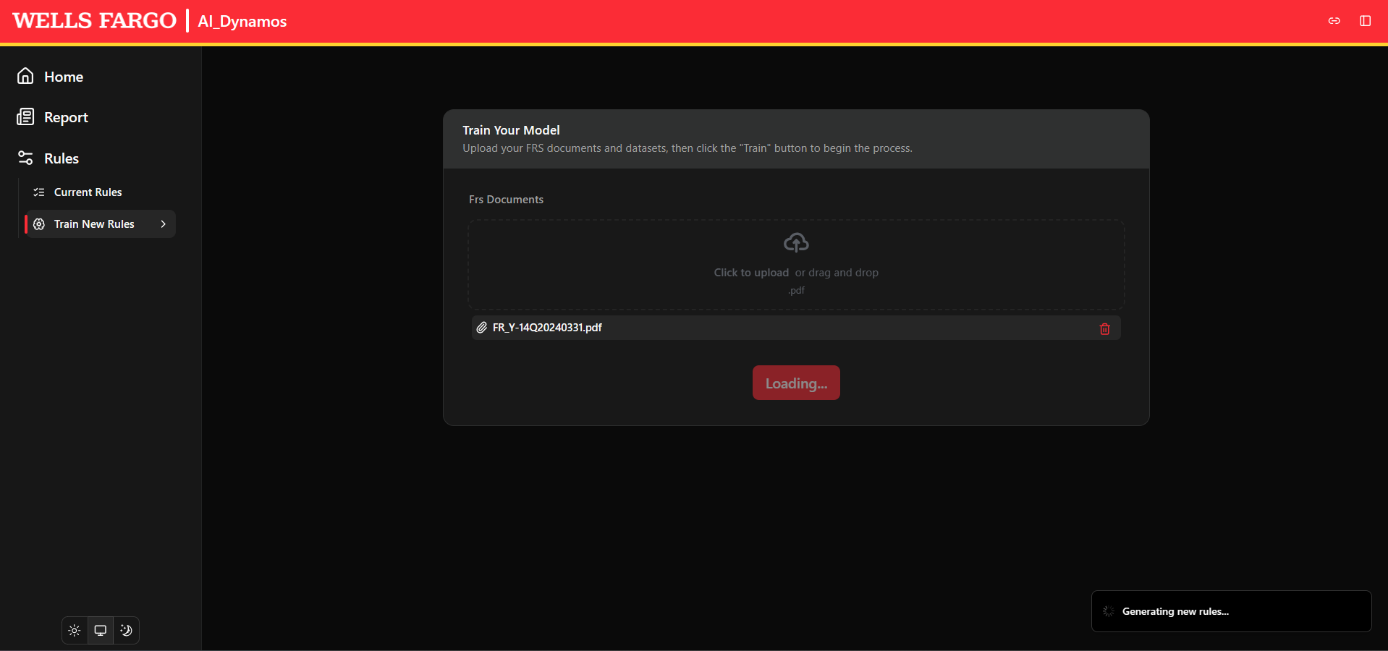 WELLS FARGO AI_Dynamos
Home
Report
Rules
Current Rules
Train New Rules
Train Your Model
Upload your FRS documents and datasets, then click the "Train" button to begin the process.
Frs Documents
Click to upload or drag and drop
.pdf
FR_Y-14Q20240331.pdf
Loading...
Generating new rules...